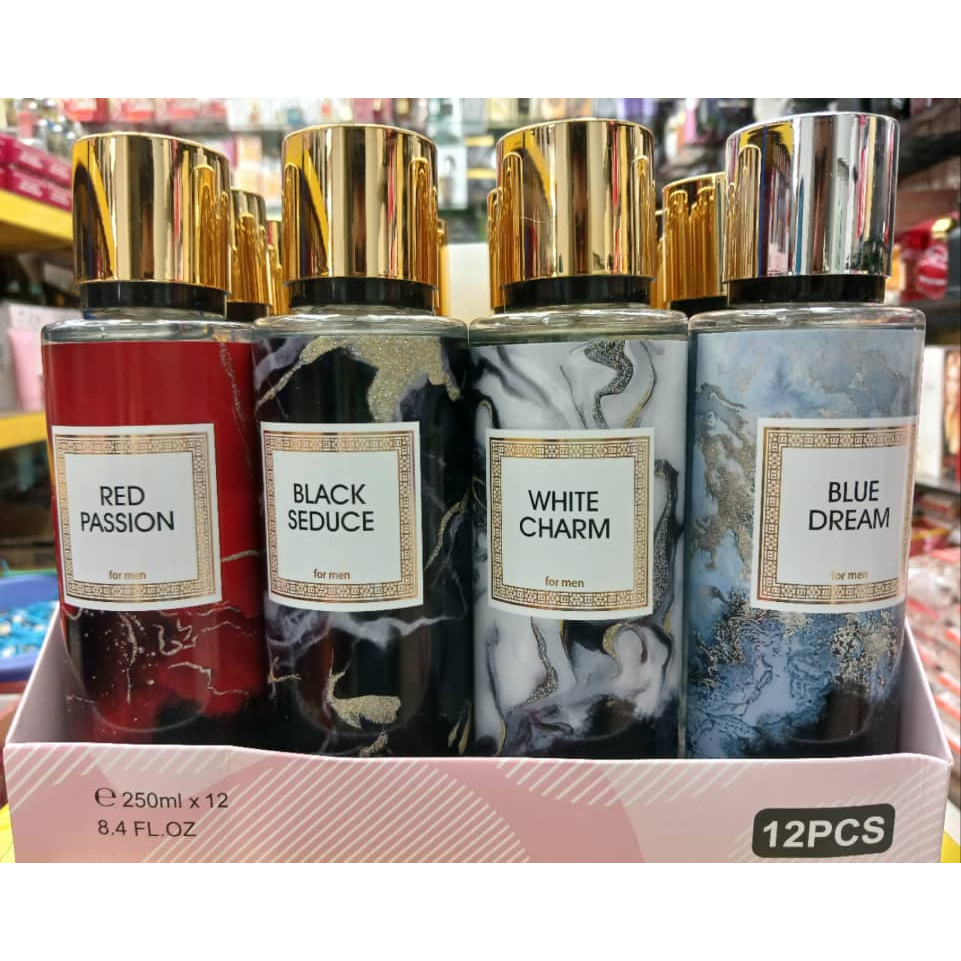 RED
PASSION
for men
BLACK
SEDUCE
for men
WHITE
CHARM
for men
BLUE
DREAM
for men
℮ 250ml x 12
8.4 FL.OZ
12PCS